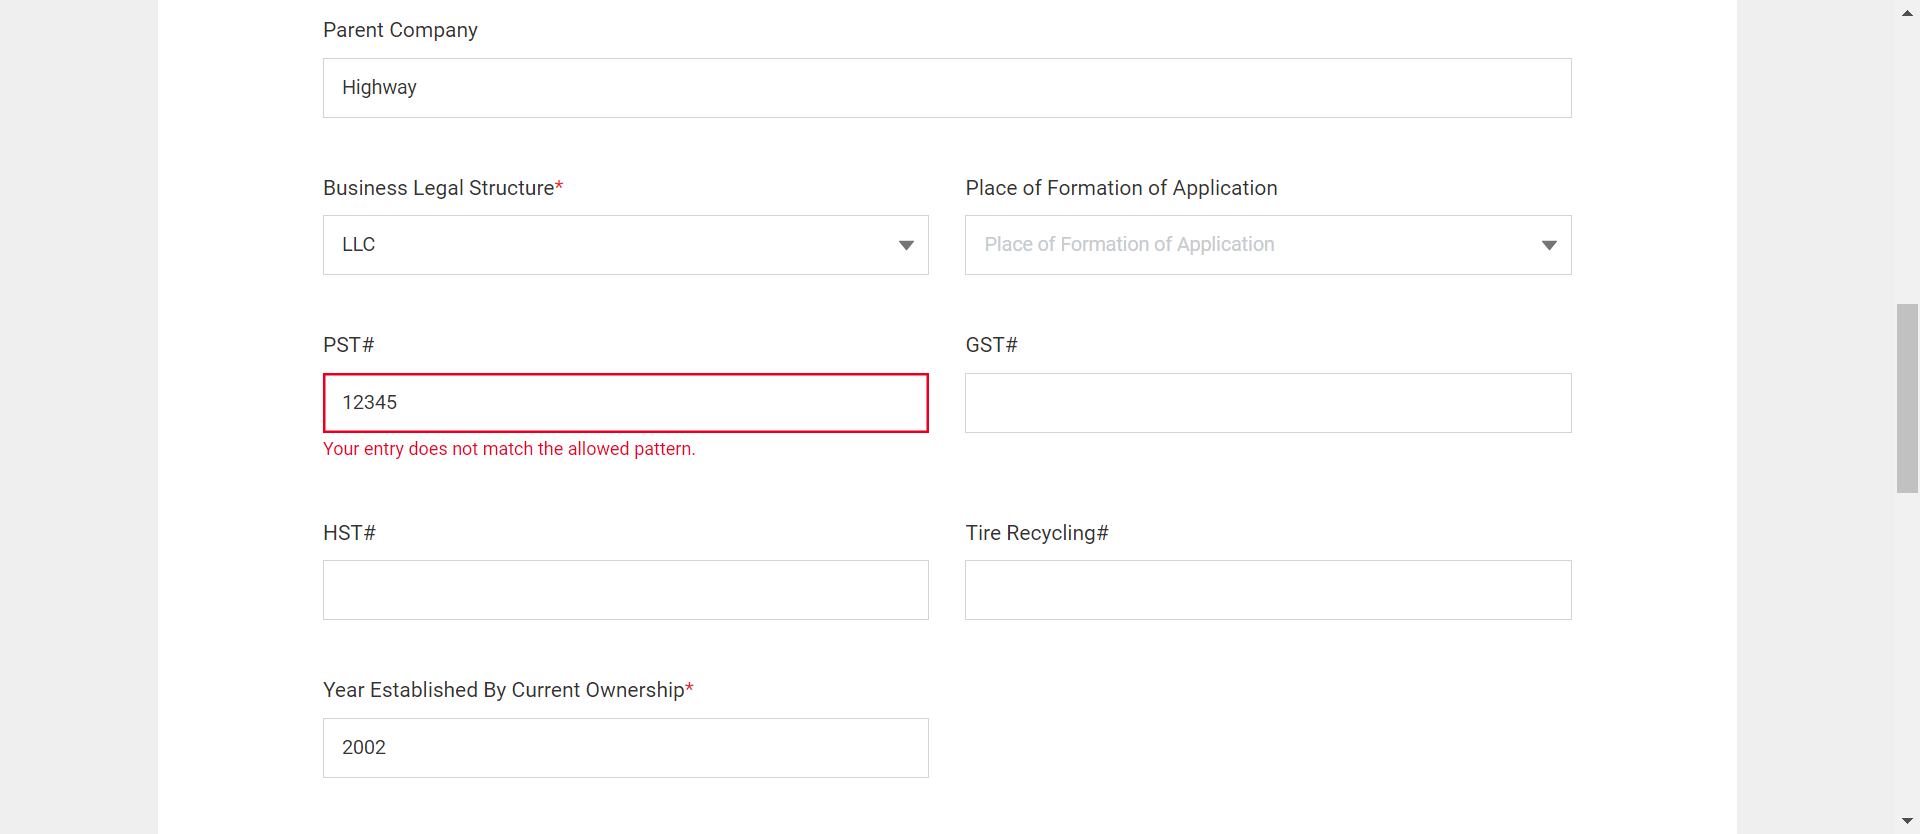 Parent Company
Highway
Business Legal Structure*
Place of Formation of Application
LLC
Place of Formation of Application
PST#
GST#
12345
Your entry does not match the allowed pattern.
HST#
Tire Recycling#
Year Established By Current Ownership*
2002